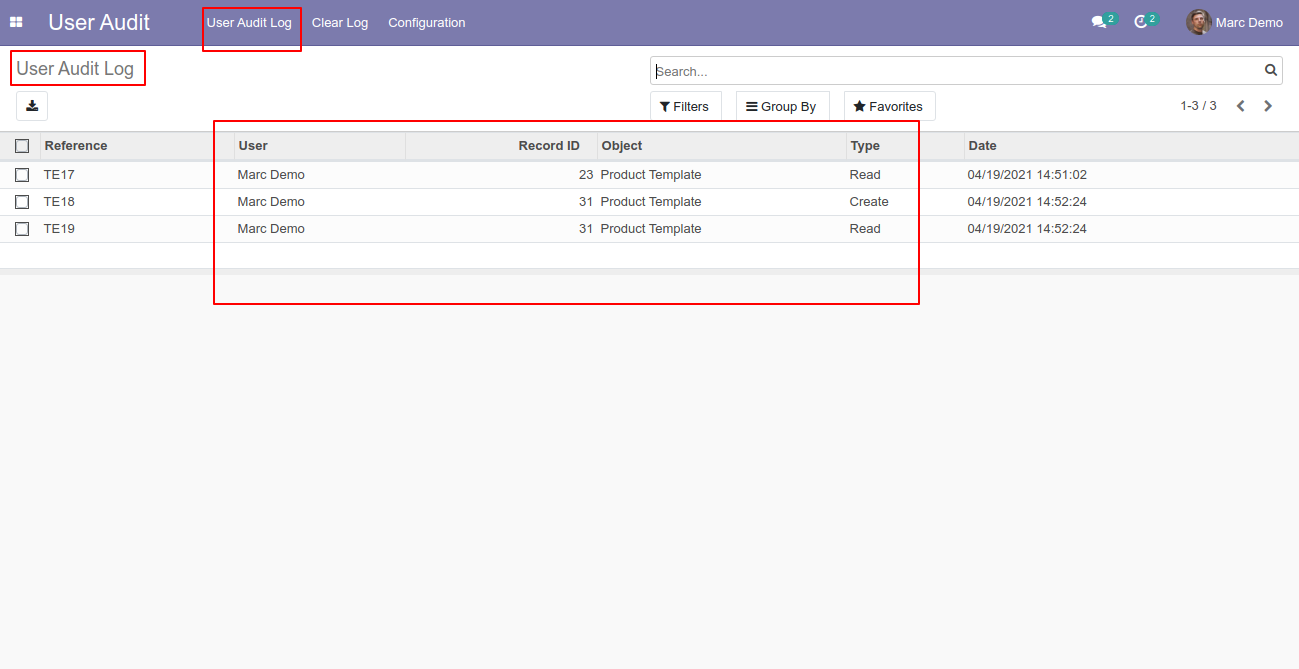 User Audit User Audit Log Clear Log Configuration 2 2 Marc Demo
User Audit Log
Search...
Filters Group By Favorites 1-3 / 3
Reference User Record ID Object Type Date
TE17 Marc Demo 23 Product Template Read 04/19/2021 14:51:02
TE18 Marc Demo 31 Product Template Create 04/19/2021 14:52:24
TE19 Marc Demo 31 Product Template Read 04/19/2021 14:52:24